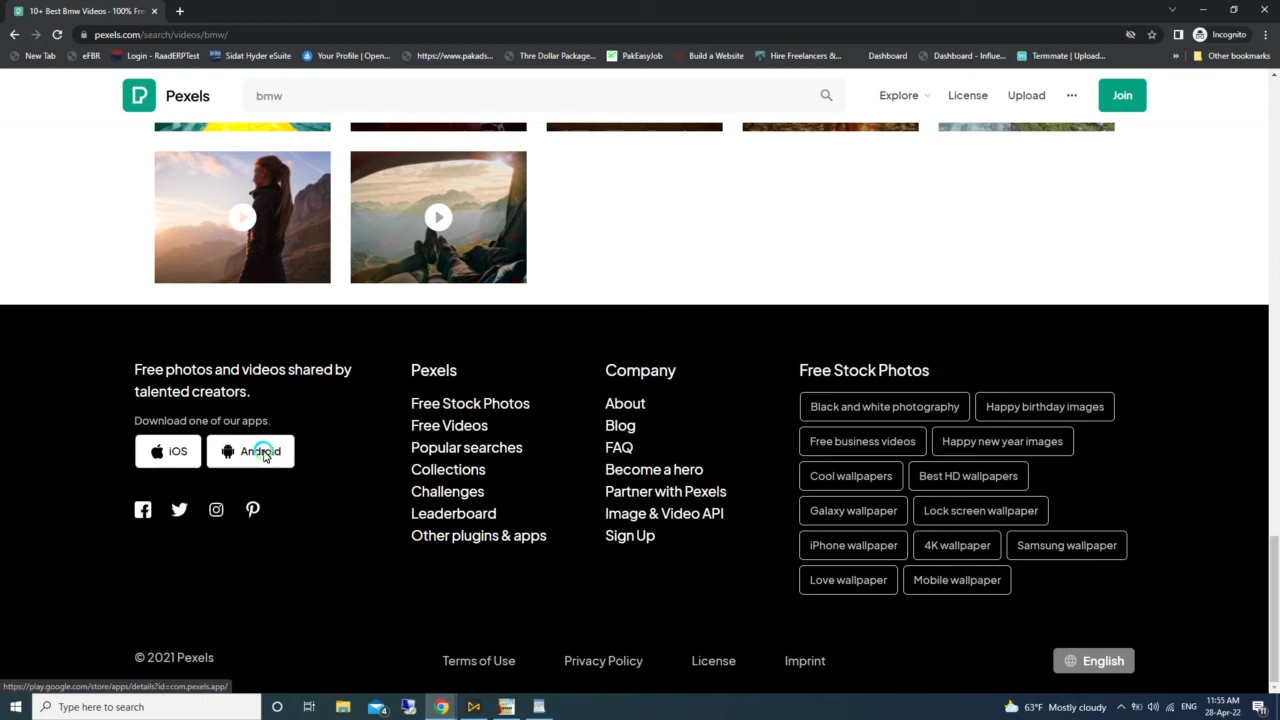 10+ Best Bmw Videos - 100% Fre
Incognito
pexels.com/search/videos/bmw/
New Tab
eFBR
Login - RaadERPTest
Sidat Hyder eSuite
Your Profile | Open...
https://www.pakads...
Thre Dollar Package...
PakEasyJob
Build a Website
Hire Freelancers &...
Dashboard
Dashboard - Influe...
Termmate | Upload...
Other bookmarks
Pexels
bmw
Explore
License
Upload
Join
Free photos and videos shared by
talented creators.
Download one of our apps.
iOS
Android
Pexels
Free Stock Photos
Free Videos
Popular searches
Collections
Challenges
Leaderboard
Other plugins & apps
Company
About
Blog
FAQ
Become a hero
Partner with Pexels
Image & Video API
Sign Up
Free Stock Photos
Black and white photography
Happy birthday images
Free business videos
Happy new year images
Cool wallpapers
Best HD wallpapers
Galaxy wallpaper
Lock screen wallpaper
iPhone wallpaper
4K wallpaper
Samsung wallpaper
Love wallpaper
Mobile wallpaper
© 2021 Pexels
Terms of Use
Privacy Policy
License
Imprint
English
https://play.google.com/store/apps/details?id=com.pexels.app/
Type here to search
4
63°F Mostly cloudy
ENG
11:55 AM
28-Apr-22